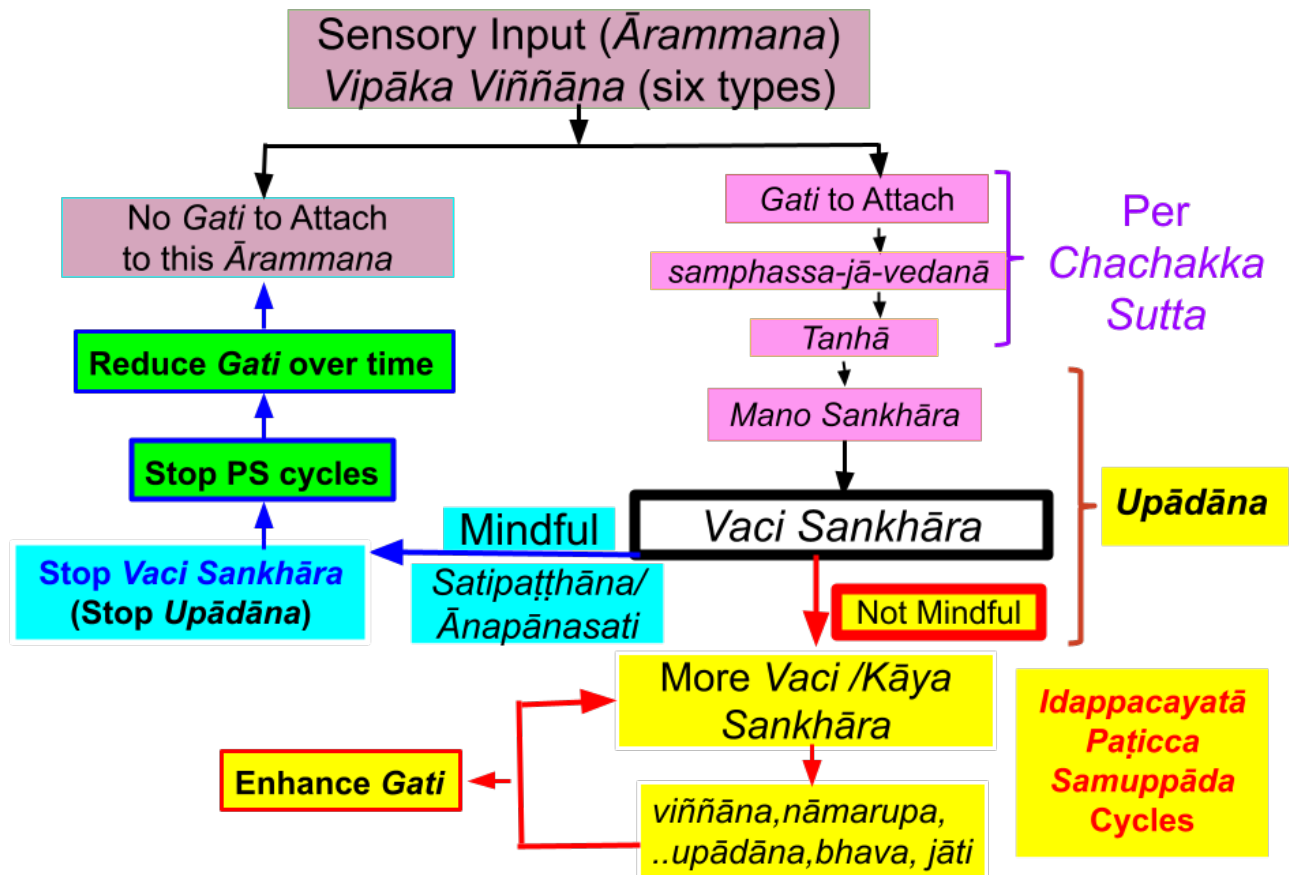 Sensory Input (Ārammana)
Vipāka Viññāna (six types)
No Gati to Attach
to this Ārammana
Gati to Attach
samphassa-jā-vedanā
Tanhā
Per
Chachakka
Sutta
Reduce Gati over time
Mano Sankhāra
Stop PS cycles
Vaci Sankhāra
Upādāna
Mindful
Satipaṭṭhāna/
Ānapānasati
Stop Vaci Sankhāra
(Stop Upādāna)
Not Mindful
More Vaci /Kāya
Sankhāra
Idappacayatā
Paṭicca
Samuppāda
Cycles
Enhance Gati
viññāna,nāmarupa,
..upādāna,bhava, jāti